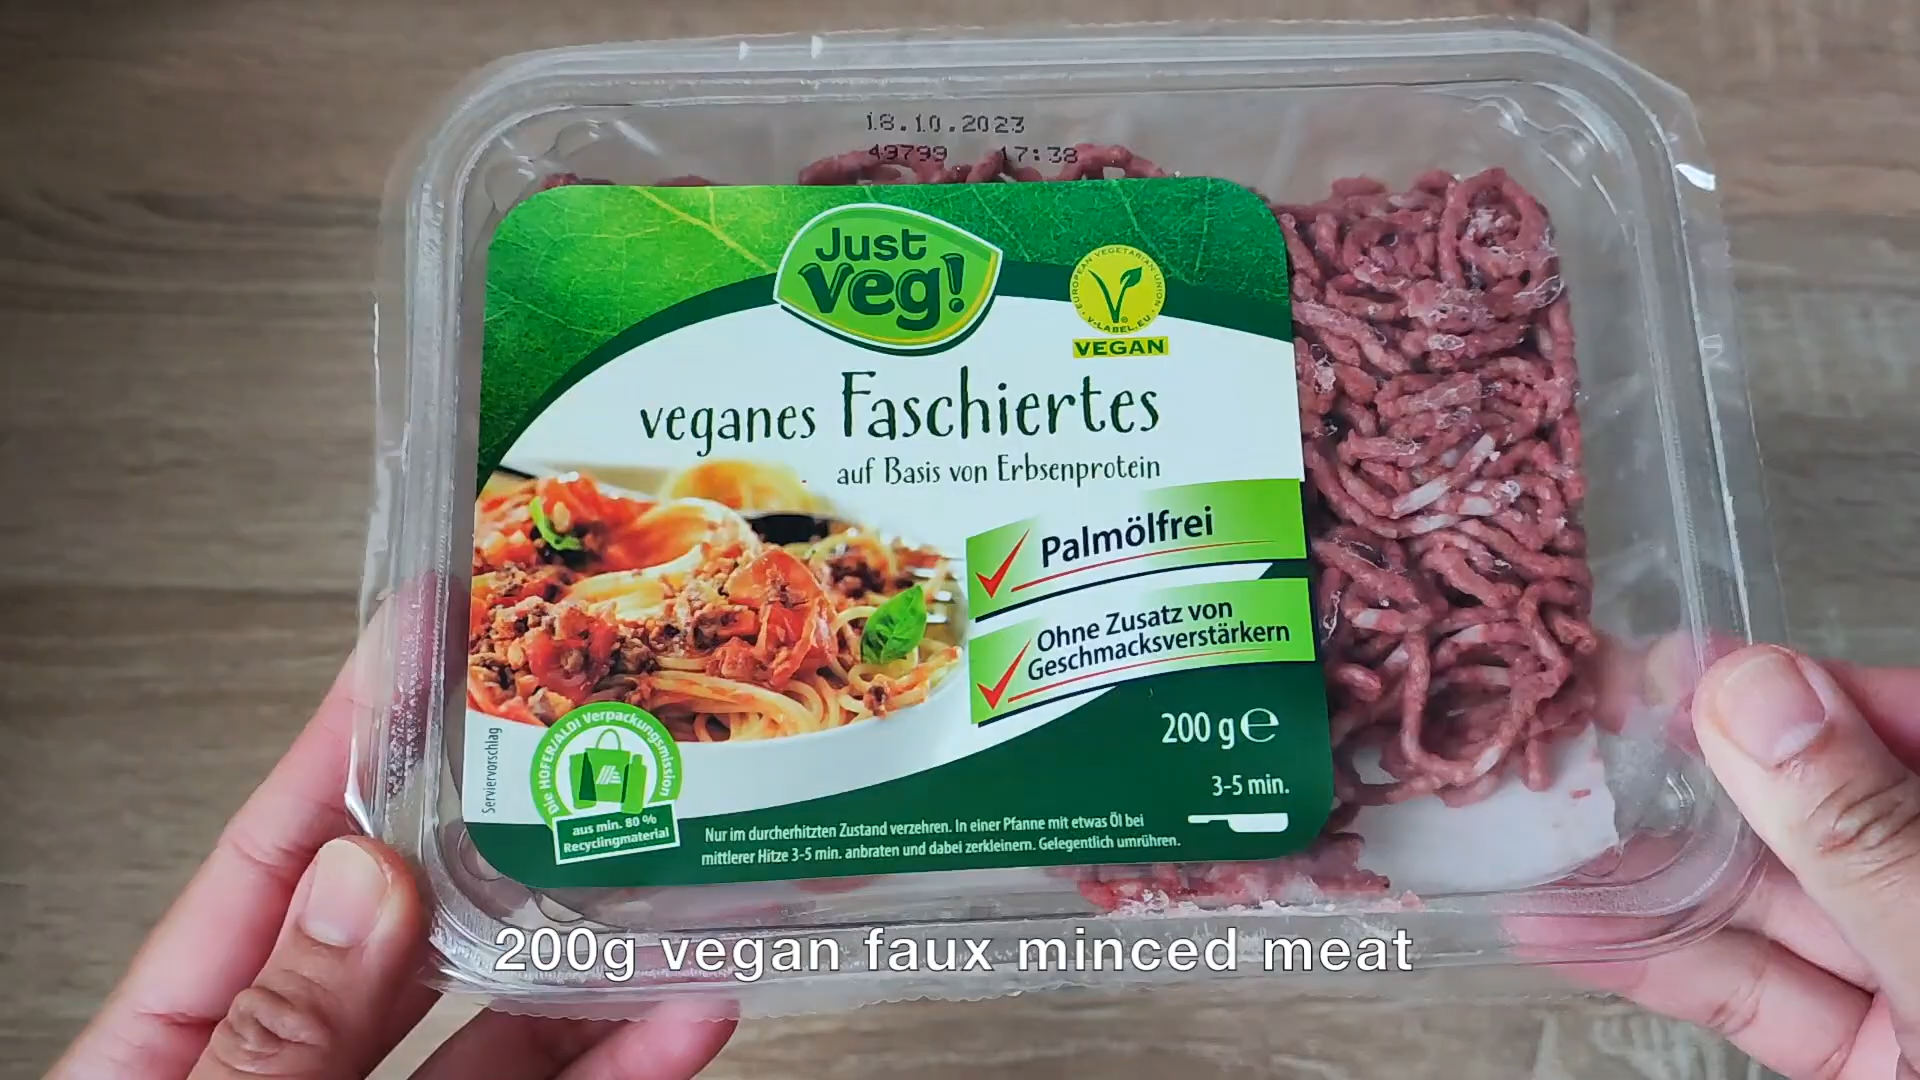 18.10.2023
49799 17:38
Just
Veg!
EUROPEAN VEGETARIAN UNION
V-LABEL.EU
VEGAN
veganes Faschiertes
auf Basis von Erbsenprotein
Palmölfrei
Ohne Zusatz von
Geschmacksverstärkern
200 g e
3-5 min.
Serviervorschlag
Die HOFER/ALDI Verpackungsmission
aus min. 80 %
Recyclingmaterial
Nur im durcherhitzten Zustand verzehren. In einer Pfanne mit etwas Öl bei
mittlerer Hitze 3-5 min. anbraten und dabei zerkleinern. Gelegentlich umrühren.
200g vegan faux minced meat